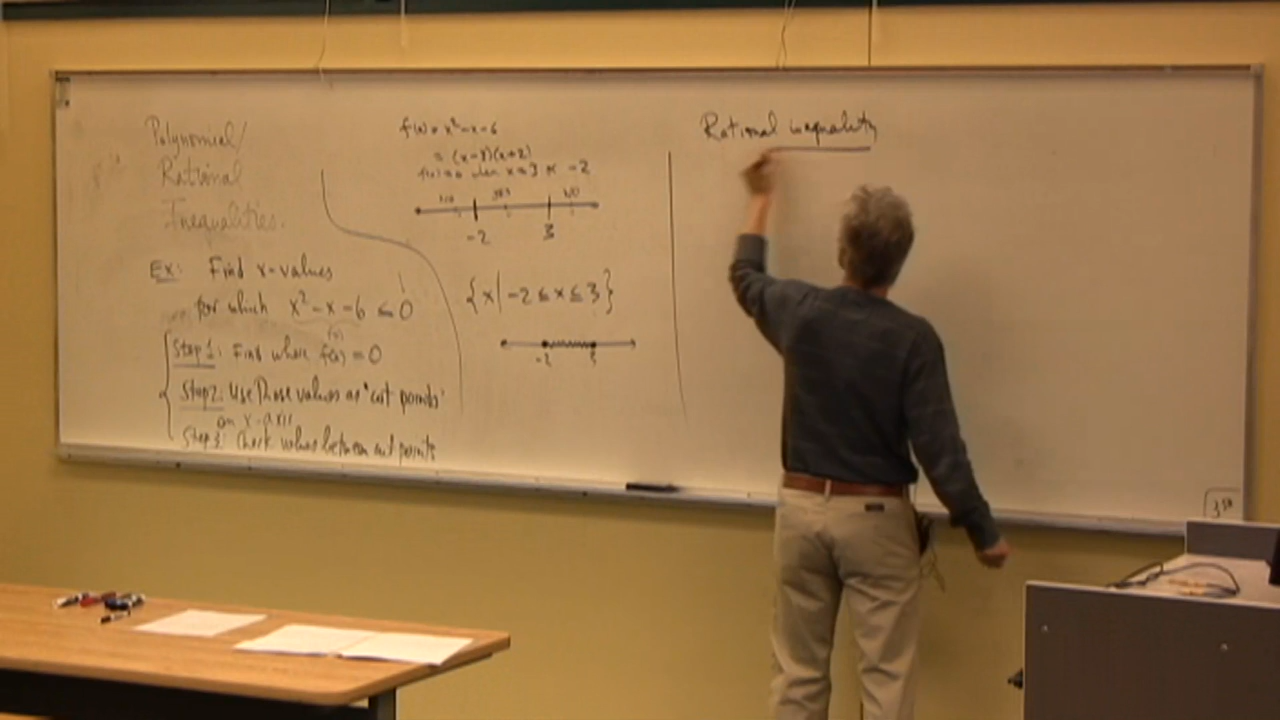 Polynomial/
Rational
Inequalities.
Ex: Find x-values
for which x² - x - 6 ≤ 0
Step 1: Find where f(x) = 0
Step 2: Use those values as "cut points"
on x-axis
Step 3: Check values between cut points
f(x) = x² - x - 6
= (x-3)(x+2)
f(x) = 0 when x = 3 or -2
-2 3
{x | -2 ≤ x ≤ 3}
-2 3
Rational inequality